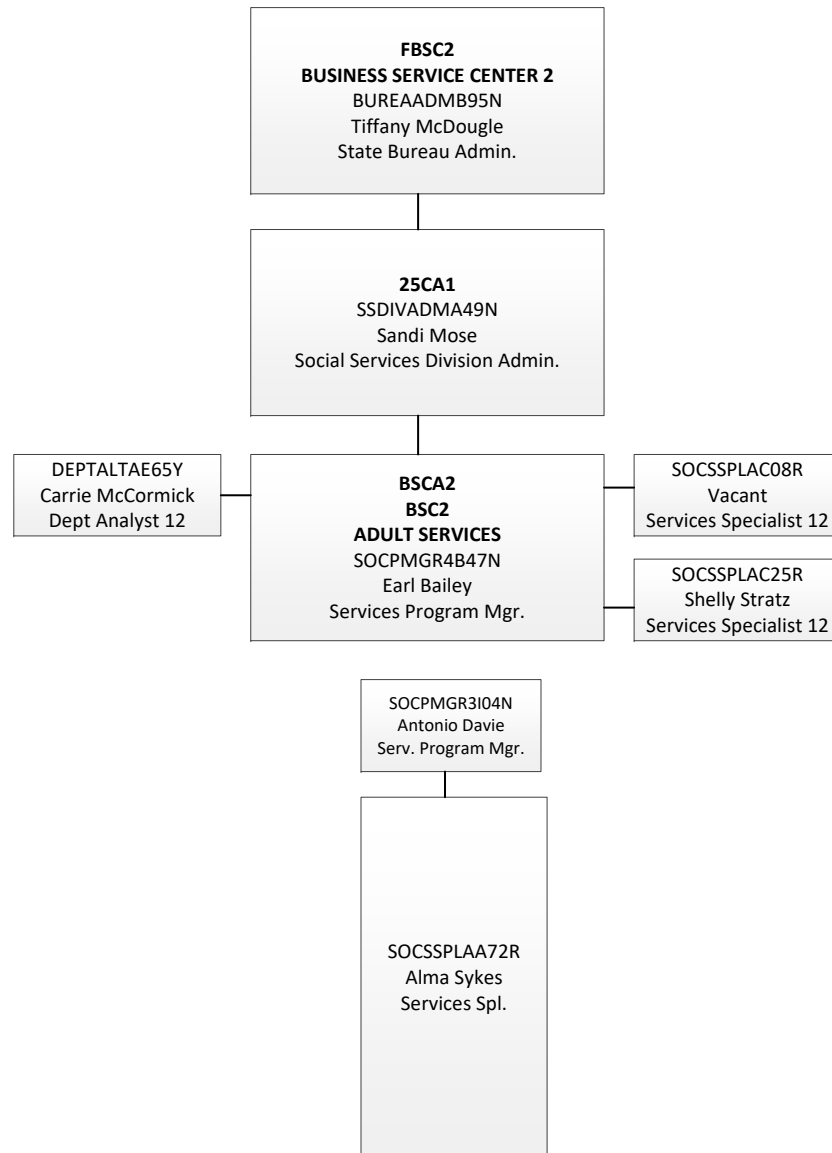 FBSC2
BUSINESS SERVICE CENTER 2
BUREAADMB95N
Tiffany McDougle
State Bureau Admin.
25CA1
SSDIVADMA49N
Sandi Mose
Social Services Division Admin.
DEPTALTAE65Y
Carrie McCormick
Dept Analyst 12
BSCA2
BSC2
ADULT SERVICES
SOCPMGR4B47N
Earl Bailey
Services Program Mgr.
SOCSSPLAC08R
Vacant
Services Specialist 12
SOCSSPLAC25R
Shelly Stratz
Services Specialist 12
SOCPMGR3I04N
Antonio Davie
Serv. Program Mgr.
SOCSSPLAA72R
Alma Sykes
Services Spl.